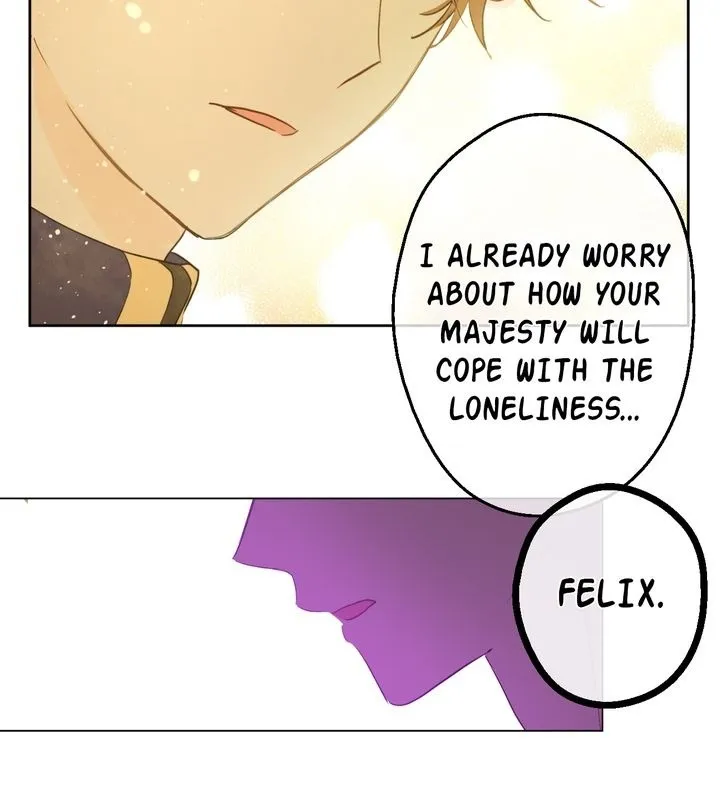 I ALREADY WORRY
ABOUT HOW YOUR
MAJESTY WILL
COPE WITH THE
LONELINESS...
FELIX.